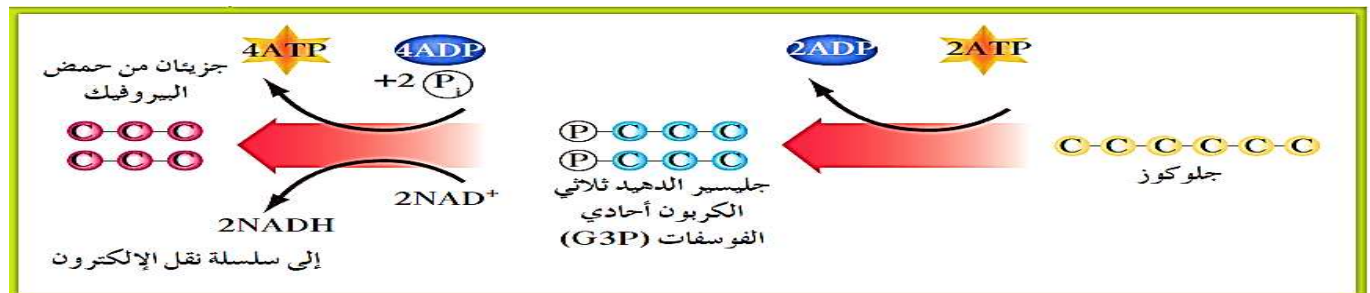 2ATP
2ADP
4ADP
4ATP
+2 Pi
C-C-C-C-C-C
جلوكوز
P-C-C-C
P-C-C-C
جليسير الدهيد ثلاثي
الكربون أحادي
الفوسفات (G3P)
2NAD+
2NADH
إلى سلسلة نقل الإلكترون
جزيئان من حمض
البيروفيك
C-C-C
C-C-C